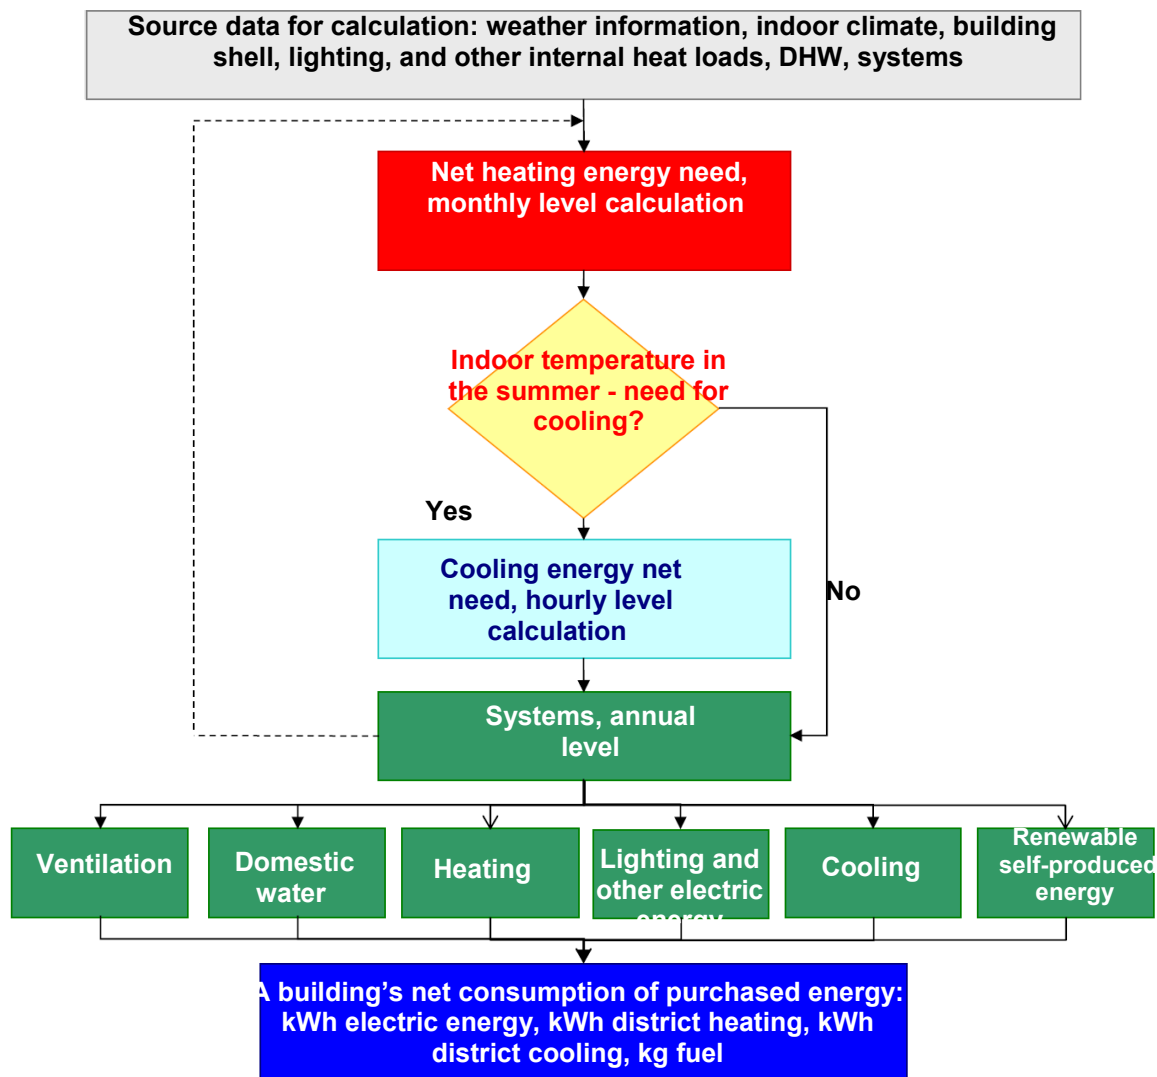 Source data for calculation: weather information, indoor climate, building
shell, lighting, and other internal heat loads, DHW, systems
Net heating energy need,
monthly level calculation
Indoor temperature in
the summer - need for
cooling?
Yes
Cooling energy net
need, hourly level
calculation
No
Systems, annual
level
Ventilation
Domestic
water
Heating
Lighting and
other electric
energy
Cooling
Renewable
self-produced
energy
A building’s net consumption of purchased energy:
kWh electric energy, kWh district heating, kWh
district cooling, kg fuel